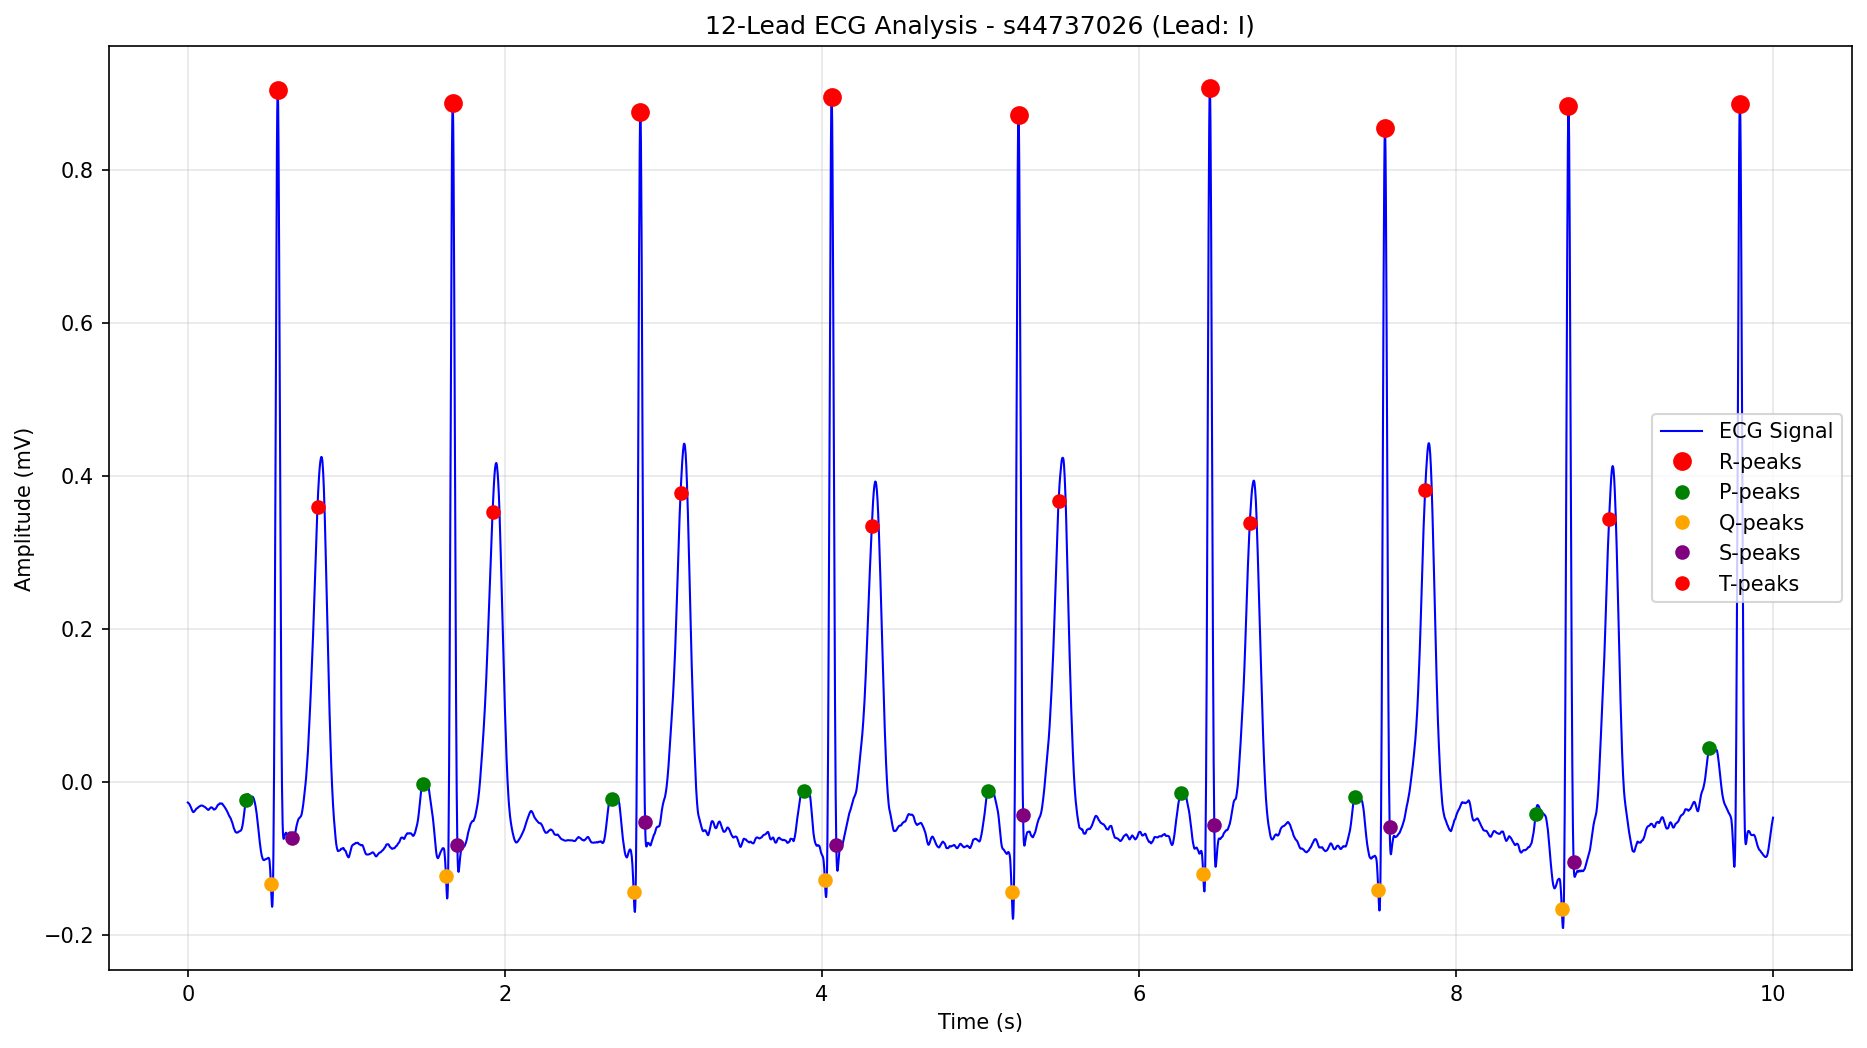 12-Lead ECG Analysis - s44737026 (Lead: I)
Amplitude (mV)
0.8
0.6
0.4
0.2
0.0
−0.2
ECG Signal
R-peaks
P-peaks
Q-peaks
S-peaks
T-peaks
0 2 4 6 8 10
Time (s)